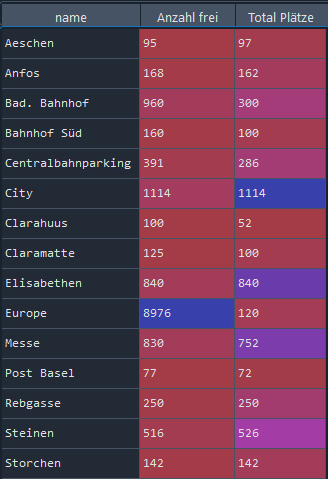 name Anzahl frei Total Plätze
Aeschen 95 97
Anfos 168 162
Bad. Bahnhof 960 300
Bahnhof Süd 160 100
Centralbahnparking 391 286
City 1114 1114
Clarahuus 100 52
Claramatte 125 100
Elisabethen 840 840
Europe 8976 120
Messe 830 752
Post Basel 77 72
Rebgasse 250 250
Steinen 516 526
Storchen 142 142